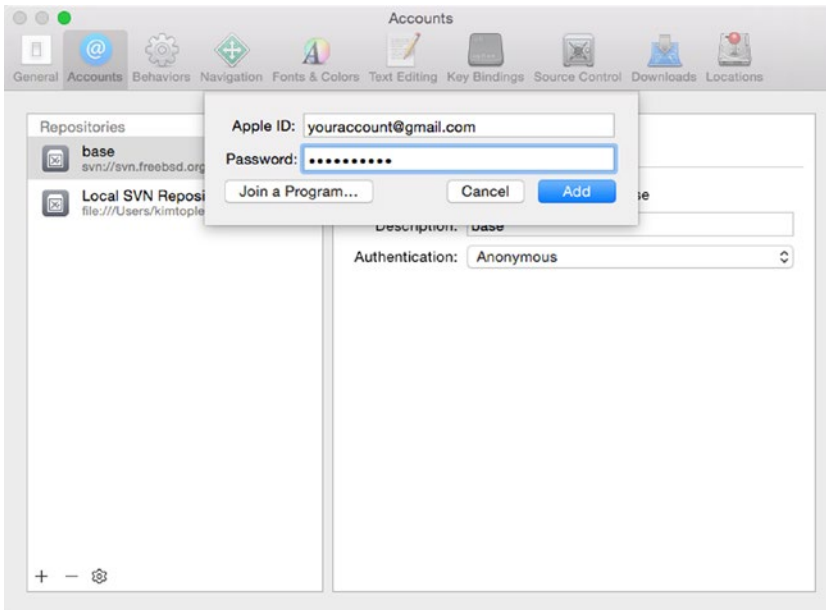 Accounts
General Accounts Behaviors Navigation Fonts & Colors Text Editing Key Bindings Source Control Downloads Locations
Repositories
base
svn://svn.freebsd.org
Local SVN Reposi
file:///Users/kimtople
Apple ID: youraccount@gmail.com
Password: ••••••••••
Join a Program... Cancel Add
se
Description: base
Authentication: Anonymous